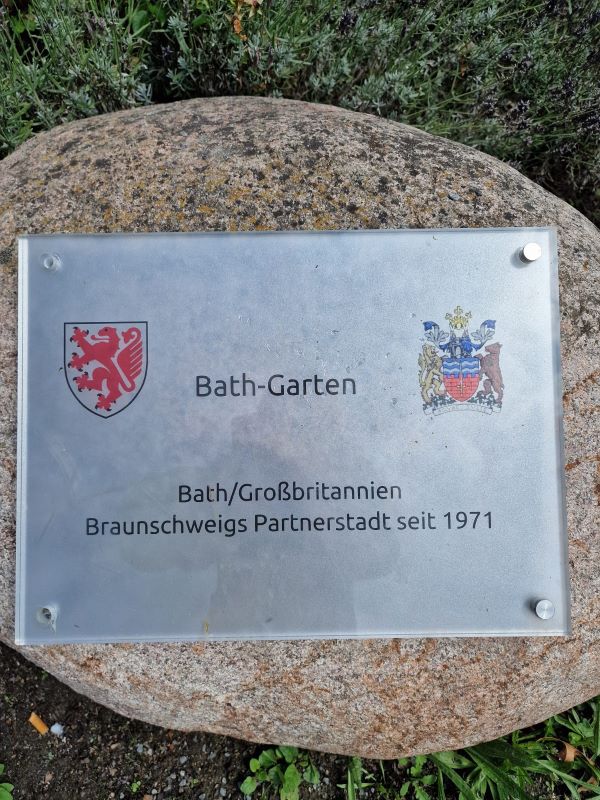 Bath-Garten
Bath/Großbritannien
Braunschweigs Partnerstadt seit 1971